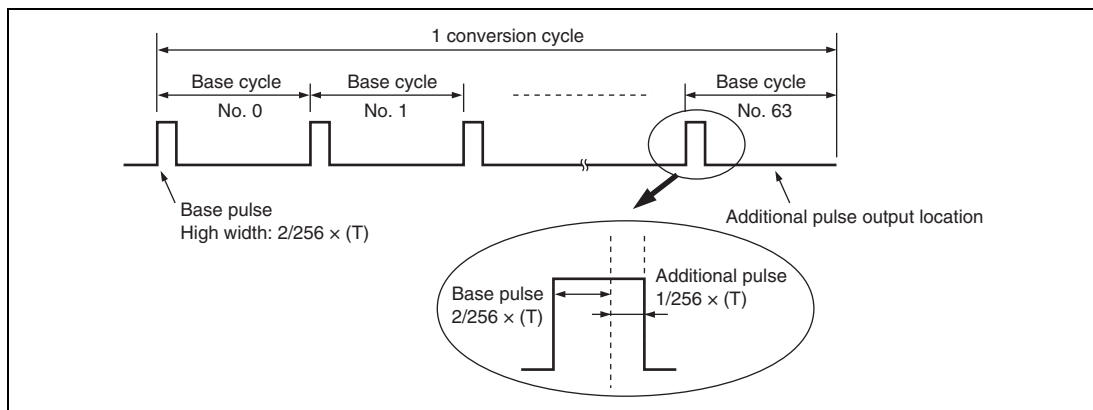 1 conversion cycle
Base cycle
No. 0
Base cycle
No. 1
Base cycle
No. 63
Base pulse
High width: 2/256 × (T)
Additional pulse output location
Base pulse
2/256 × (T)
Additional pulse
1/256 × (T)